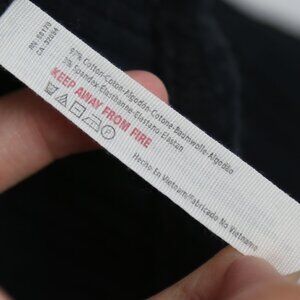 97% Cotton-Coton-Algodon-Cotone-Baumwolle-Algodão
3% Spandex-Elasthanne-Elastano-Elastan
KEEP AWAY FROM FIRE
Hecho En Vietnam/Fabricado No Vietname